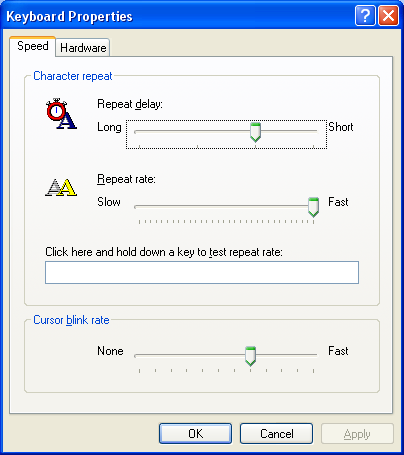 Keyboard Properties
Speed Hardware
Character repeat
Repeat delay:
Long Short
Repeat rate:
Slow Fast
Click here and hold down a key to test repeat rate:
Cursor blink rate
None Fast
OK Cancel Apply